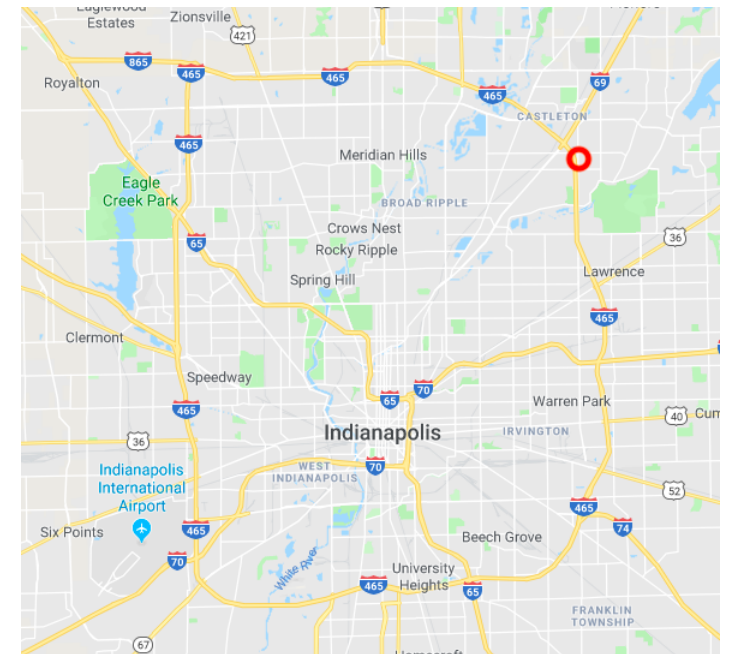 Eaglewood
Estates
Zionsville
421
865
465
465
69
Royalton
465
CASTLETON
465
Meridian Hills
Eagle
Creek Park
BROAD RIPPLE
Crows Nest
36
65
Rocky Ripple
Lawrence
Spring Hill
465
Clermont
Speedway
70
65
Warren Park
465
40
Cum
Indianapolis
IRVINGTON
36
WEST
INDIANAPOLIS
70
Indianapolis
International
Airport
52
465
Six Points
465
74
Beech Grove
70
White River
University
Heights
465
65
FRANKLIN
TOWNSHIP
67